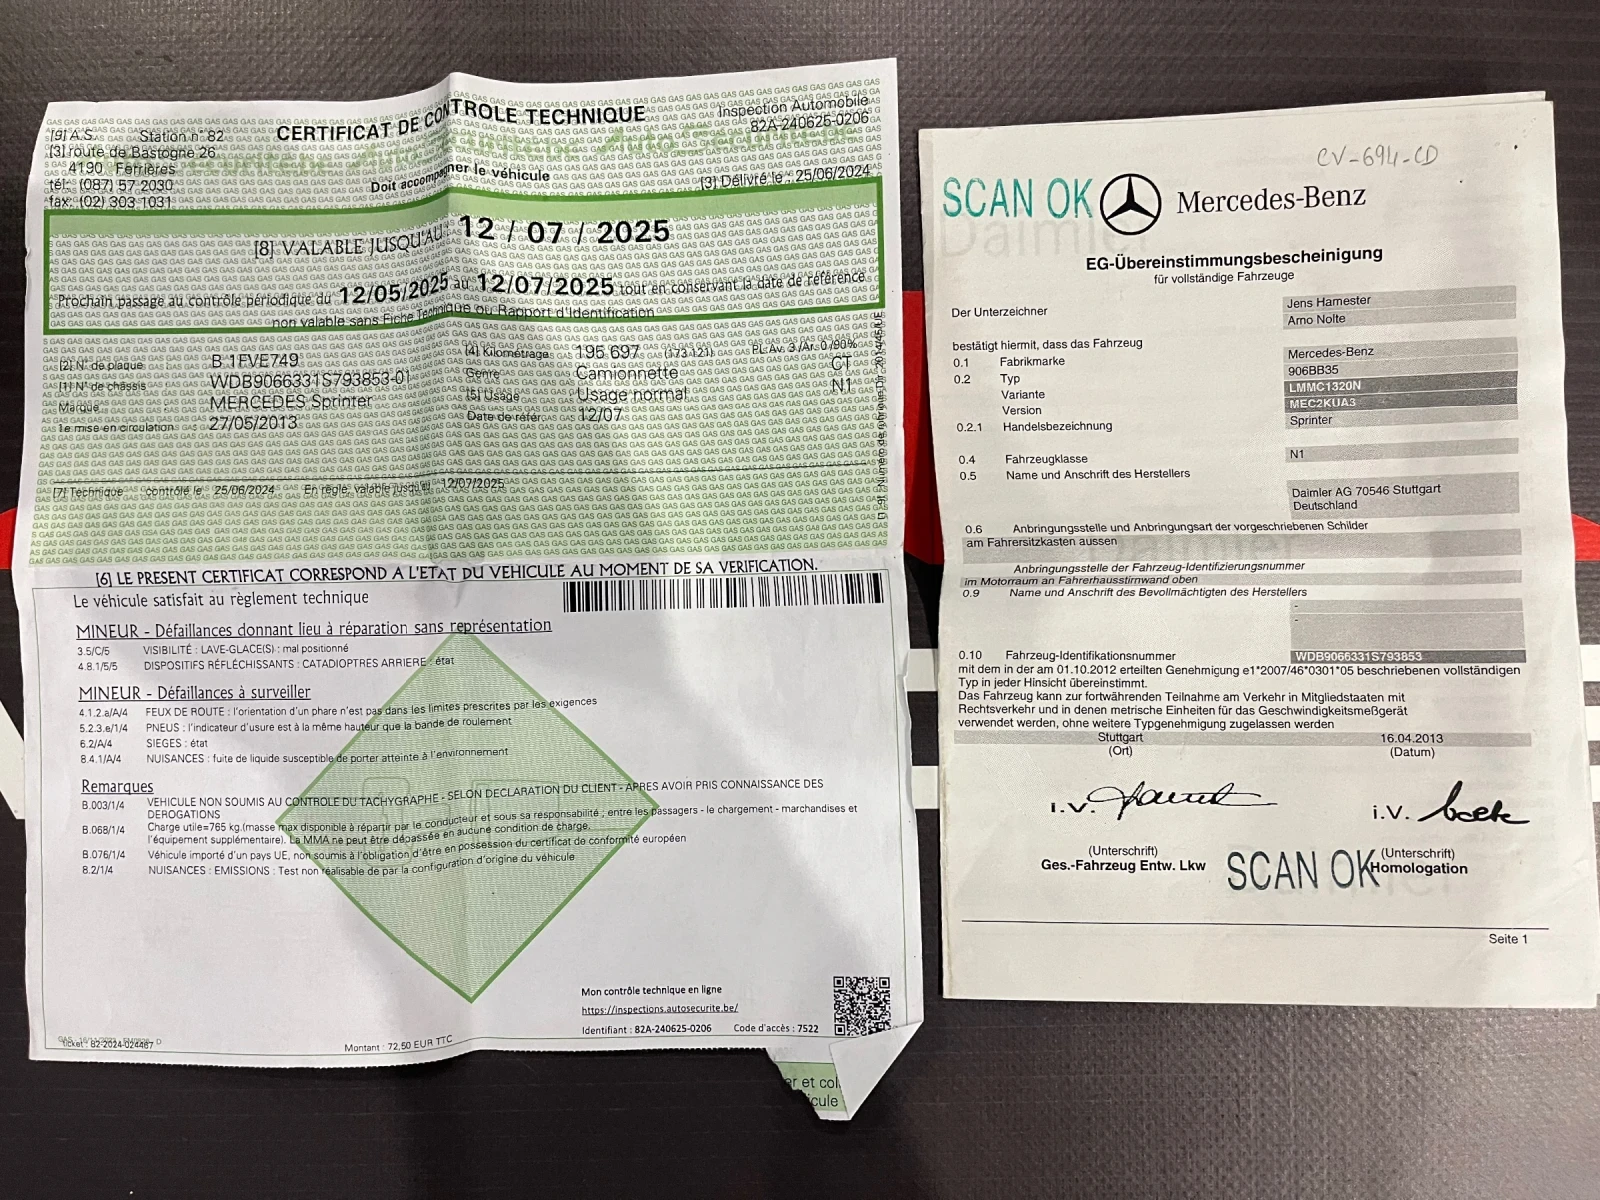 [9] A.S. Station n° 82
[3] route de Bastogne 26
4190 Ferrières
tél: (087) 57 2030
fax: (02) 303 1031
CERTIFICAT DE CONTROLE TECHNIQUE
Doit accompagner le véhicule
Inspection Automobile
82A-240625-0206
[3] Délivré le : 25/06/2024
[8] VALABLE JUSQU'AU 12 / 07 / 2025
Prochain passage au contrôle périodique du 12/05/2025 au 12/07/2025 tout en conservant la date de référence
non valable sans Fiche Technique ou Rapport d'Identification
[2] N° de plaque B 1FVE749
[1] N° de châssis WDB9066331S793853-01
Marque MERCEDES Sprinter
1e mise en circulation 27/05/2013
[4] Kilométrage 195 697 (173 121)
Genre Camionnette
[5] Usage Usage normal
Date de référ. 12/07
PL: Av. 3./Ar. 0./90%
CT
N1
[7] Technique contrôlé le 25/06/2024 En règle, valable jusqu'au 12/07/2025
[6] LE PRESENT CERTIFICAT CORRESPOND A L'ETAT DU VEHICULE AU MOMENT DE SA VERIFICATION.
Le véhicule satisfait au règlement technique
MINEUR - Défaillances donnant lieu à réparation sans représentation
3.5/C/5 VISIBILITÉ : LAVE-GLACE(S) : mal positionné
4.8.1/5/5 DISPOSITIFS RÉFLÉCHISSANTS : CATADIOPTRES ARRIERE : état
MINEUR - Défaillances à surveiller
4.1.2.a/A/4 FEUX DE ROUTE : l'orientation d'un phare n'est pas dans les limites prescrites par les exigences
5.2.3.e/1/4 PNEUS : l'indicateur d'usure est à la même hauteur que la bande de roulement
6.2/A/4 SIEGES : état
8.4.1/A/4 NUISANCES : fuite de liquide susceptible de porter atteinte à l'environnement
Remarques
B.003/1/4 VEHICULE NON SOUMIS AU CONTROLE DU TACHYGRAPHE - SELON DECLARATION DU CLIENT - APRES AVOIR PRIS CONNAISSANCE DES
DEROGATIONS
B.068/1/4 Charge utile=765 kg.(masse max disponible à répartir par le conducteur et sous sa responsabilité ; entre les passagers - le chargement - marchandises et
l'équipement supplémentaire). La MMA ne peut être dépassée en aucune condition de charge.
B.076/1/4 Véhicule importé d'un pays UE, non soumis à l'obligation d'être en possession du certificat de conformité européen
8.2/1/4 NUISANCES : EMISSIONS : Test non réalisable de par la configuration d'origine du véhicule
Mon contrôle technique en ligne
https://inspections.autosecurite.be/
Identifiant : 82A-240625-0206 Code d'accès : 7522
ticket : 82-2024-024467
Montant : 72,50 EUR TTC
er et col
icule
CV-694-CD
SCAN OK
Mercedes-Benz
EG-Übereinstimmungsbescheinigung
für vollständige Fahrzeuge
Der Unterzeichner Jens Hamester
Arno Nolte
bestätigt hiermit, dass das Fahrzeug
0.1 Fabrikmarke Mercedes-Benz
0.2 Typ 906BB35
Variante LMMC1320N
Version MEC2KUA3
0.2.1 Handelsbezeichnung Sprinter
0.4 Fahrzeugklasse N1
0.5 Name und Anschrift des Herstellers
Daimler AG 70546 Stuttgart
Deutschland
0.6 Anbringungsstelle und Anbringungsart der vorgeschriebenen Schilder
am Fahrersitzkasten aussen
Anbringungsstelle der Fahrzeug-Identifizierungsnummer
im Motorraum an Fahrerhausstirnwand oben
0.9 Name und Anschrift des Bevollmächtigten des Herstellers
-
-
0.10 Fahrzeug-Identifikationsnummer WDB9066331S793853
mit dem in der am 01.10.2012 erteilten Genehmigung e1*2007/46*0301*05 beschriebenen vollständigen
Typ in jeder Hinsicht übereinstimmt.
Das Fahrzeug kann zur fortwährenden Teilnahme am Verkehr in Mitgliedstaaten mit
Rechtsverkehr und in denen metrische Einheiten für das Geschwindigkeitsmeßgerät
verwendet werden, ohne weitere Typgenehmigung zugelassen werden
Stuttgart 16.04.2013
(Ort) (Datum)
i.V. i.V.
(Unterschrift) (Unterschrift)
Ges.-Fahrzeug Entw. Lkw SCAN OK Homologation
Seite 1